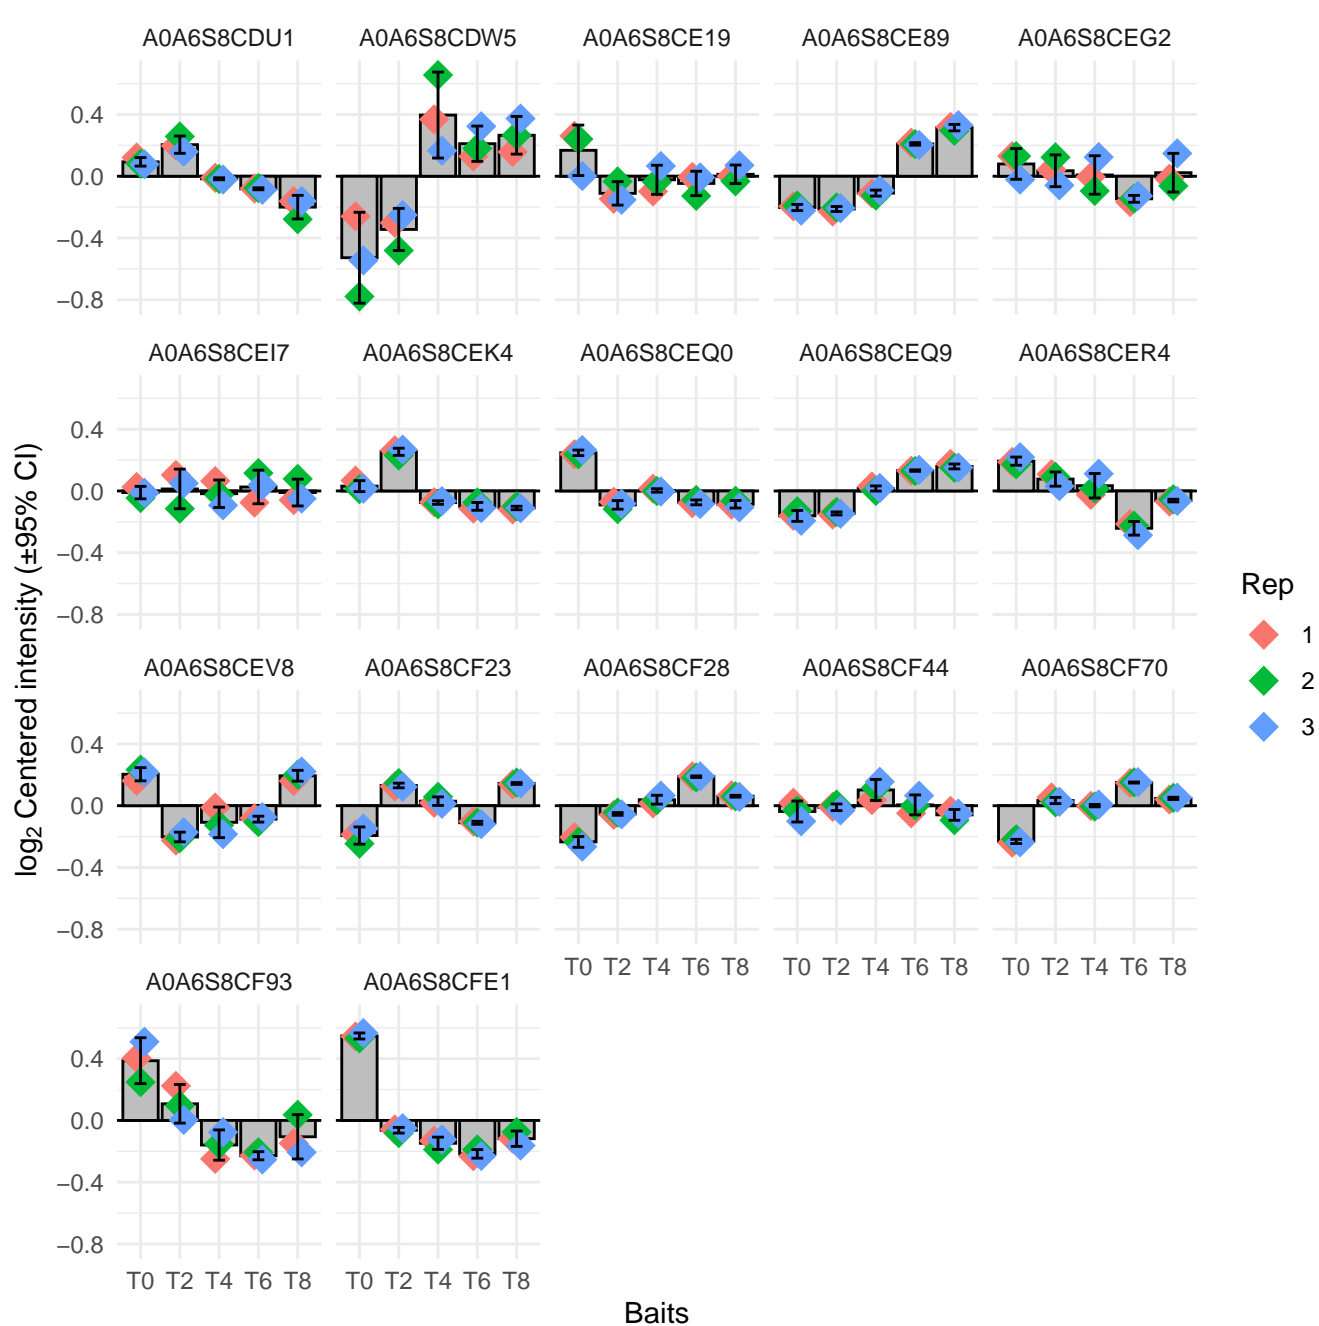 A0A6S8CDU1 A0A6S8CDW5 A0A6S8CE19 A0A6S8CE89 A0A6S8CEG2
0.4
0.0
−0.4
−0.8
A0A6S8CEI7 A0A6S8CEK4 A0A6S8CEQ0 A0A6S8CEQ9 A0A6S8CER4
0.4
0.0
−0.4
−0.8
log2 Centered intensity (±95% CI)
Rep
1
2
3
A0A6S8CEV8 A0A6S8CF23 A0A6S8CF28 A0A6S8CF44 A0A6S8CF70
0.4
0.0
−0.4
−0.8
T0 T2 T4 T6 T8 T0 T2 T4 T6 T8 T0 T2 T4 T6 T8
A0A6S8CF93 A0A6S8CFE1
0.4
0.0
−0.4
−0.8
T0 T2 T4 T6 T8 T0 T2 T4 T6 T8
Baits